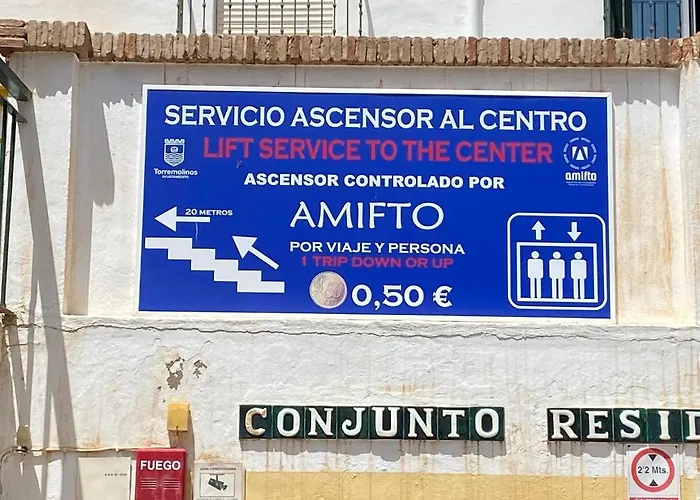 SERVICIO ASCENSOR AL CENTRO
LIFT SERVICE TO THE CENTER
Torremolinos
AYUNTAMIENTO
ASCENSOR CONTROLADO POR
amifto
AMIFTO
20 METROS
POR VIAJE Y PERSONA
1 TRIP DOWN OR UP
0,50 €
CONJUNTO RESID
FUEGO
2'2 Mts.